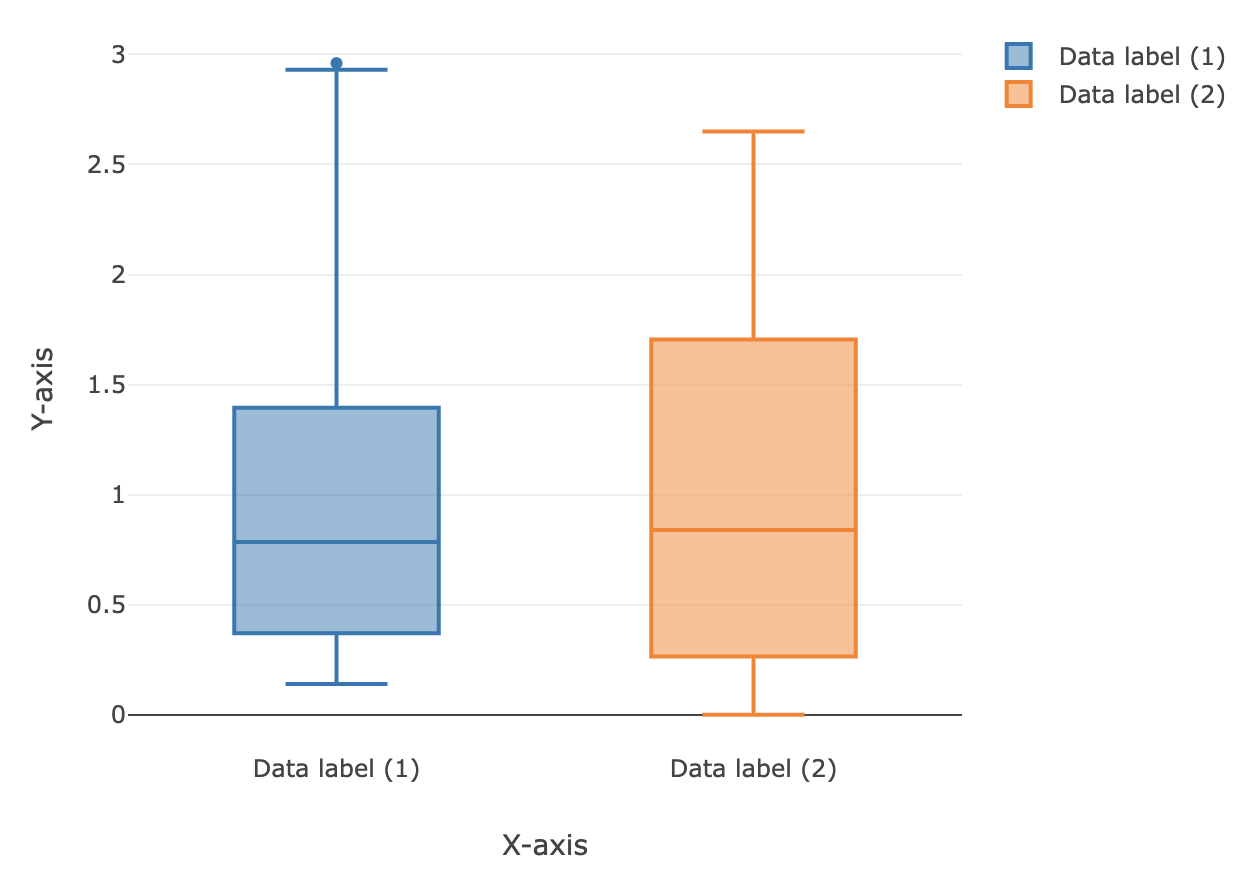 3
2.5
2
1.5
1
0.5
0
Y-axis
Data label (1)
Data label (2)
X-axis
Data label (1)
Data label (2)